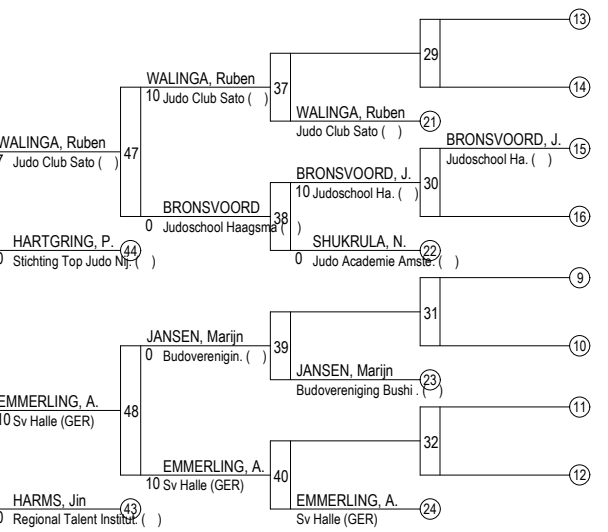 13
29
WALINGA, Ruben
10 Judo Club Sato ( )
37
14
WALINGA, Ruben
Judo Club Sato ( )
21
WALINGA, Ruben
7 Judo Club Sato ( )
47
BRONSVOORD, J.
Judoschool Ha. ( )
15
BRONSVOORD, J.
10 Judoschool Ha. ( )
30
BRONSVOORD
0 Judoschool Haagsma ( )
38
16
HARTGRING, P.
0 Stichting Top Judo Nij. ( )
44
SHUKRULA, N.
0 Judo Academie Amste. ( )
22
9
31
JANSEN, Marijn
0 Budoverenigin. ( )
39
10
JANSEN, Marijn
Budovereniging Bushi . ( )
23
EMMERLING, A.
10 Sv Halle (GER)
48
11
32
EMMERLING, A.
10 Sv Halle (GER)
40
12
HARMS, Jin
0 Regional Talent Institut. ( )
43
EMMERLING, A.
Sv Halle (GER)
24